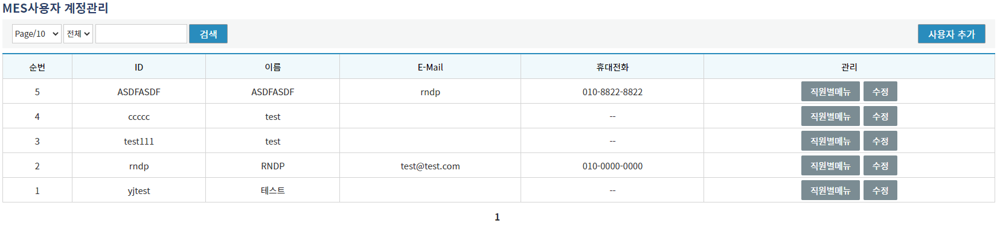 MES사용자 계정관리
Page/10 전체 검색 사용자 추가
순번 ID 이름 E-Mail 휴대전화 관리
5 ASDFASDF ASDFASDF rndp 010-8822-8822 직원별메뉴 수정
4 ccccc test -- 직원별메뉴 수정
3 test111 test -- 직원별메뉴 수정
2 rndp RNDP test@test.com 010-0000-0000 직원별메뉴 수정
1 yjtest 테스트 -- 직원별메뉴 수정
1